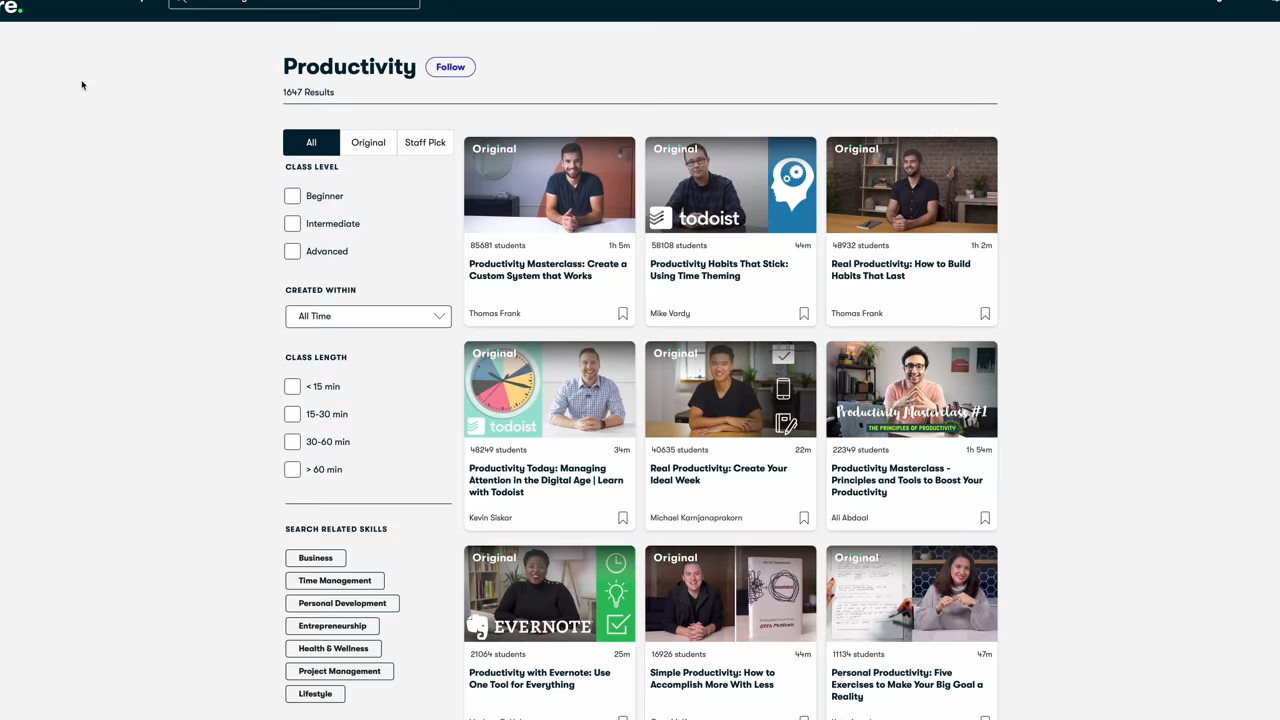 re.
Productivity
Follow
1647 Results
All
Original
Staff Pick
CLASS LEVEL
Beginner
Intermediate
Advanced
CREATED WITHIN
All Time
CLASS LENGTH
< 15 min
15-30 min
30-60 min
> 60 min
SEARCH RELATED SKILLS
Business
Time Management
Personal Development
Entrepreneurship
Health & Wellness
Project Management
Lifestyle
Original
85681 students
1h 5m
Productivity Masterclass: Create a
Custom System that Works
Thomas Frank
Original
todoist
58108 students
44m
Productivity Habits That Stick:
Using Time Theming
Mike Vardy
Original
48932 students
1h 2m
Real Productivity: How to Build
Habits That Last
Thomas Frank
Original
todoist
48249 students
34m
Productivity Today: Managing
Attention in the Digital Age | Learn
with Todoist
Kevin Siskar
Original
40635 students
22m
Real Productivity: Create Your
Ideal Week
Michael Karnjanaprakorn
Productivity Masterclass #1
THE PRINCIPLES OF PRODUCTIVITY
22349 students
1h 54m
Productivity Masterclass -
Principles and Tools to Boost Your
Productivity
Ali Abdaal
Original
EVERNOTE
21064 students
25m
Productivity with Evernote: Use
One Tool for Everything
Original
16926 students
44m
Simple Productivity: How to
Accomplish More With Less
Original
11134 students
47m
Personal Productivity: Five
Exercises to Make Your Big Goal a
Reality